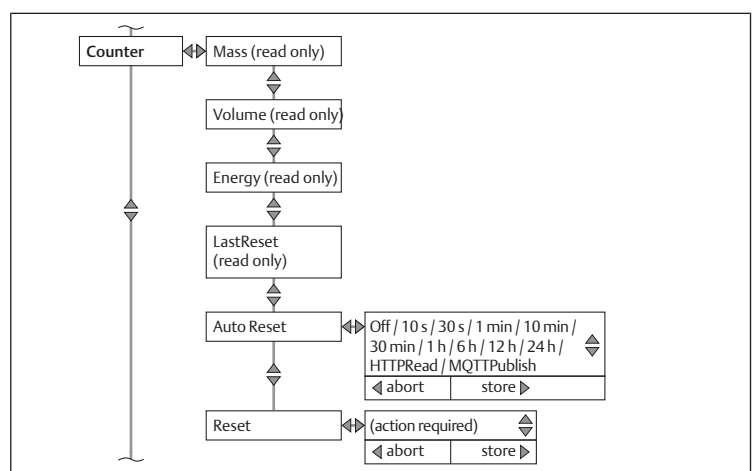 Counter
Mass (read only)
Volume (read only)
Energy (read only)
LastReset
(read only)
Auto Reset
Off / 10 s / 30 s / 1 min / 10 min /
30 min / 1 h / 6 h / 12 h / 24 h /
HTTPRead / MQTTPublish
abort
store
Reset
(action required)
abort
store